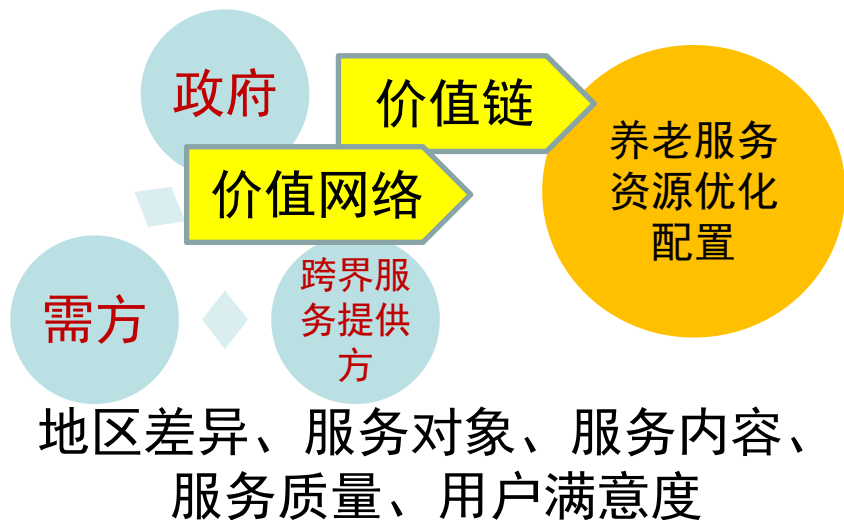 政府
价值链
养老服务
资源优化
配置
价值网络
需方
跨界服
务提供
方
地区差异、服务对象、服务内容、
服务质量、用户满意度